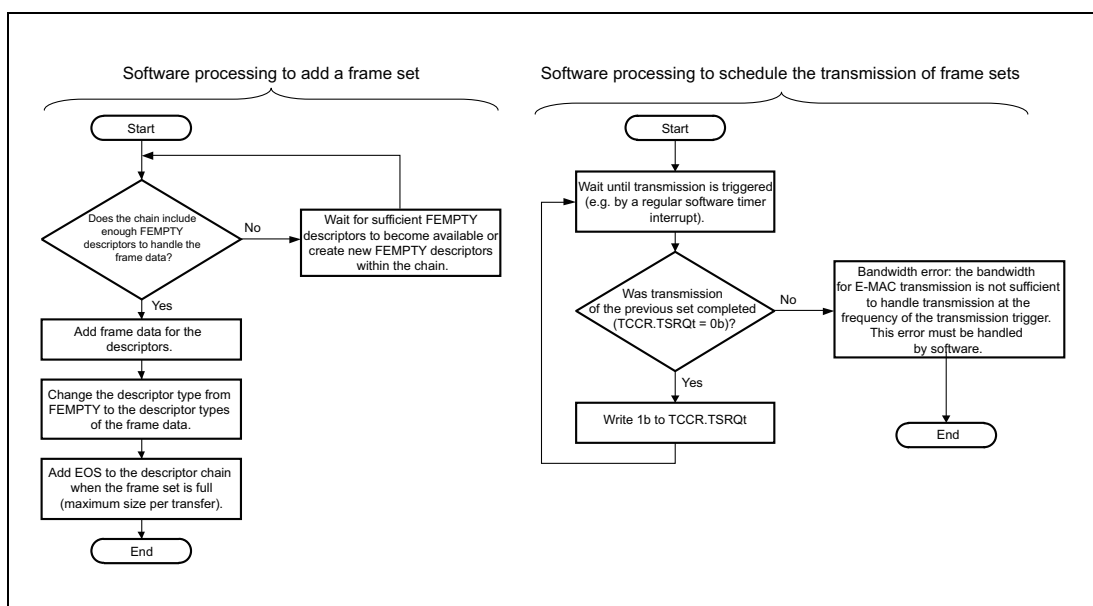 Software processing to add a frame set
Start
Does the chain include
enough FEMPTY
descriptors to handle the
frame data?
No
Wait for sufficient FEMPTY
descriptors to become available or
create new FEMPTY descriptors
within the chain.
Yes
Add frame data for the
descriptors.
Change the descriptor type from
FEMPTY to the descriptor types
of the frame data.
Add EOS to the descriptor chain
when the frame set is full
(maximum size per transfer).
End
Software processing to schedule the transmission of frame sets
Start
Wait until transmission is triggered
(e.g. by a regular software timer
interrupt).
Was transmission
of the previous set completed
(TCCR.TSRQt = 0b)?
No
Bandwidth error: the bandwidth
for E-MAC transmission is not sufficient
to handle transmission at the
frequency of the transmission trigger.
This error must be handled
by software.
Yes
Write 1b to TCCR.TSRQt
End